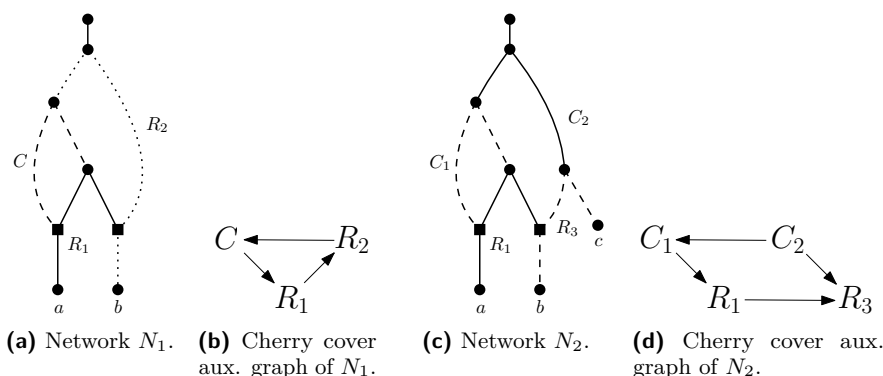 C
R₂
R₁
a
b
C
R₂
R₁
C₂
C₁
R₁
R₃
c
a
b
C₁
C₂
R₁
R₃
(a) Network N₁.
(b) Cherry cover
aux. graph of N₁.
(c) Network N₂.
(d) Cherry cover aux.
graph of N₂.